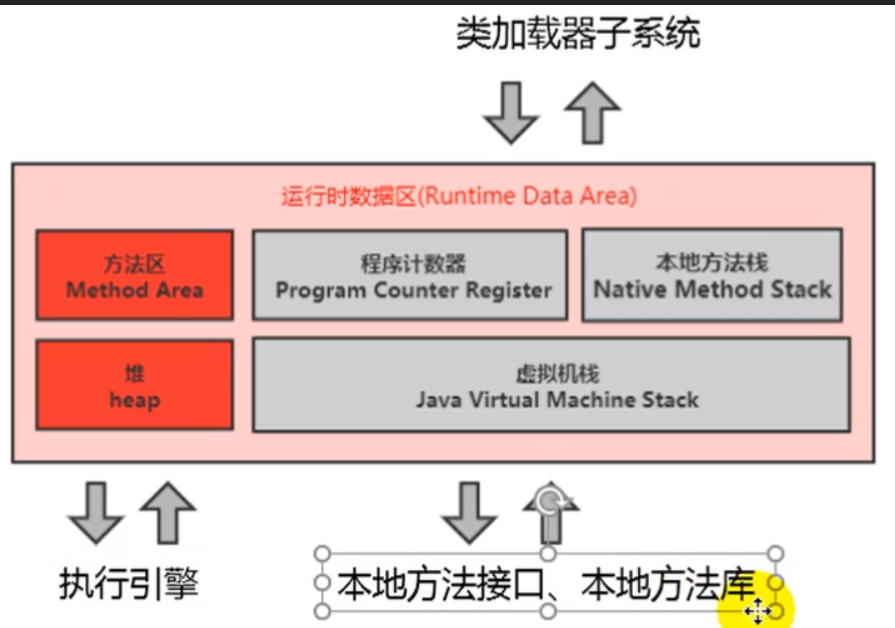 类加载器子系统
运行时数据区(Runtime Data Area)
方法区
Method Area
程序计数器
Program Counter Register
本地方法栈
Native Method Stack
堆
heap
虚拟机栈
Java Virtual Machine Stack
执行引擎
本地方法接口、本地方法库